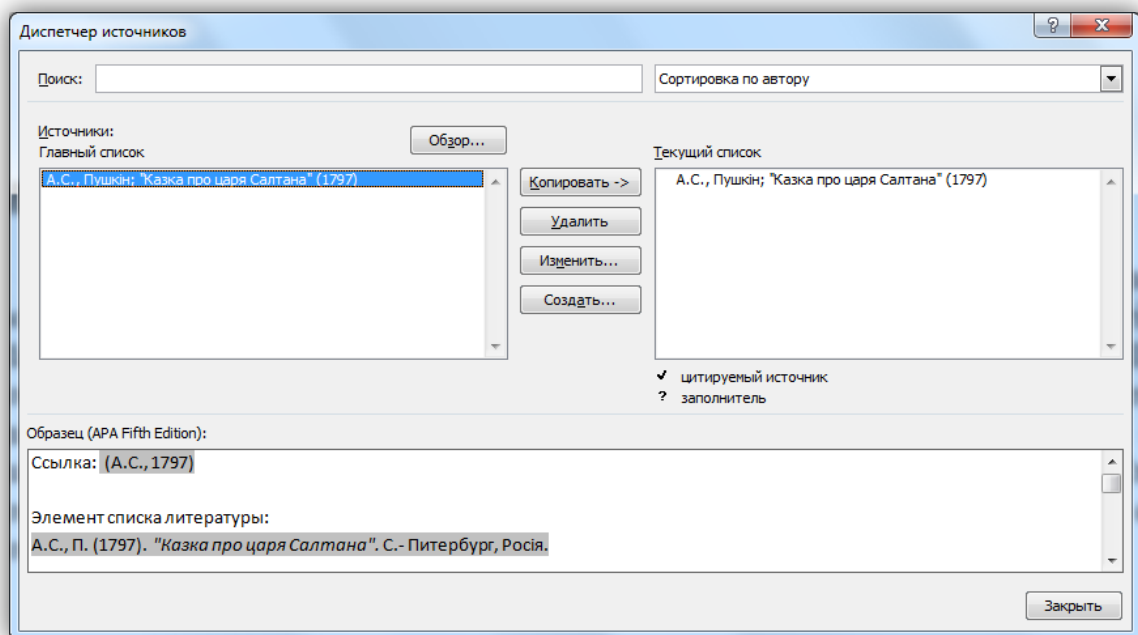 Диспетчер источников
Поиск:
Сортировка по автору
Источники:
Главный список
Обзор...
Текущий список
А.С., Пушкін; "Казка про царя Салтана" (1797)
Копировать ->
А.С., Пушкін; "Казка про царя Салтана" (1797)
Удалить
Изменить...
Создать...
✔ цитируемый источник
? заполнитель
Образец (APA Fifth Edition):
Ссылка: (А.С., 1797)
Элемент списка литературы:
А.С., П. (1797). "Казка про царя Салтана". С.- Питербург, Росія.
Закрыть